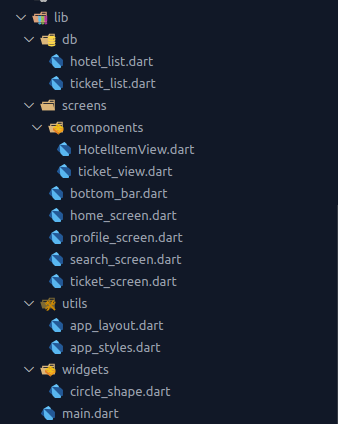 lib
db
hotel_list.dart
ticket_list.dart
screens
components
HotelItemView.dart
ticket_view.dart
bottom_bar.dart
home_screen.dart
profile_screen.dart
search_screen.dart
ticket_screen.dart
utils
app_layout.dart
app_styles.dart
widgets
circle_shape.dart
main.dart